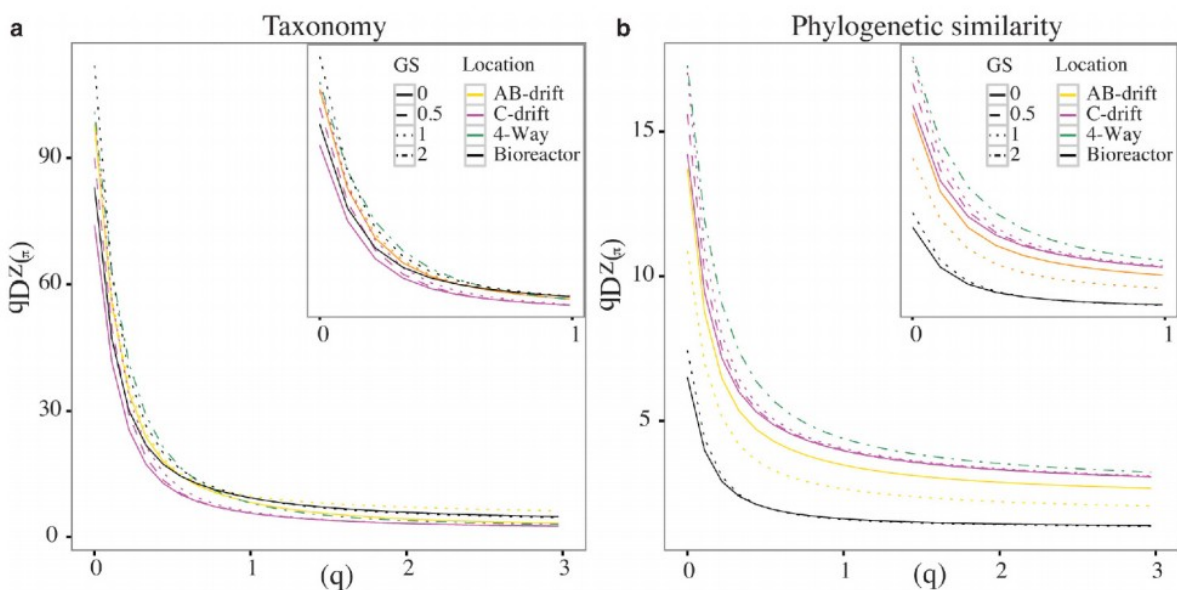 a
Taxonomy
GS Location
0 AB-drift
0.5 C-drift
1 4-Way
2 Bioreactor
0 1
90
60
30
0
qDZ(π)
0 1 2 3
(q)
b
Phylogenetic similarity
GS Location
0 AB-drift
0.5 C-drift
1 4-Way
2 Bioreactor
0 1
15
10
5
qDZ(π)
0 1 2 3
(q)